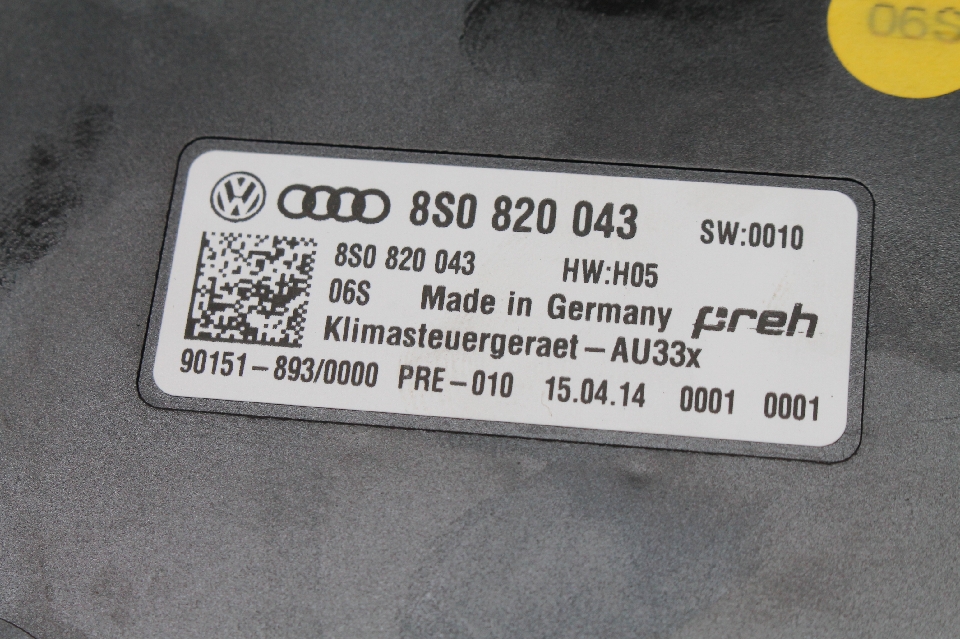 06S
8S0 820 043 SW:0010
8S0 820 043 HW:H05
06S Made in Germany preh
Klimasteuergeraet-AU33x
90151-893/0000 PRE-010 15.04.14 0001 0001